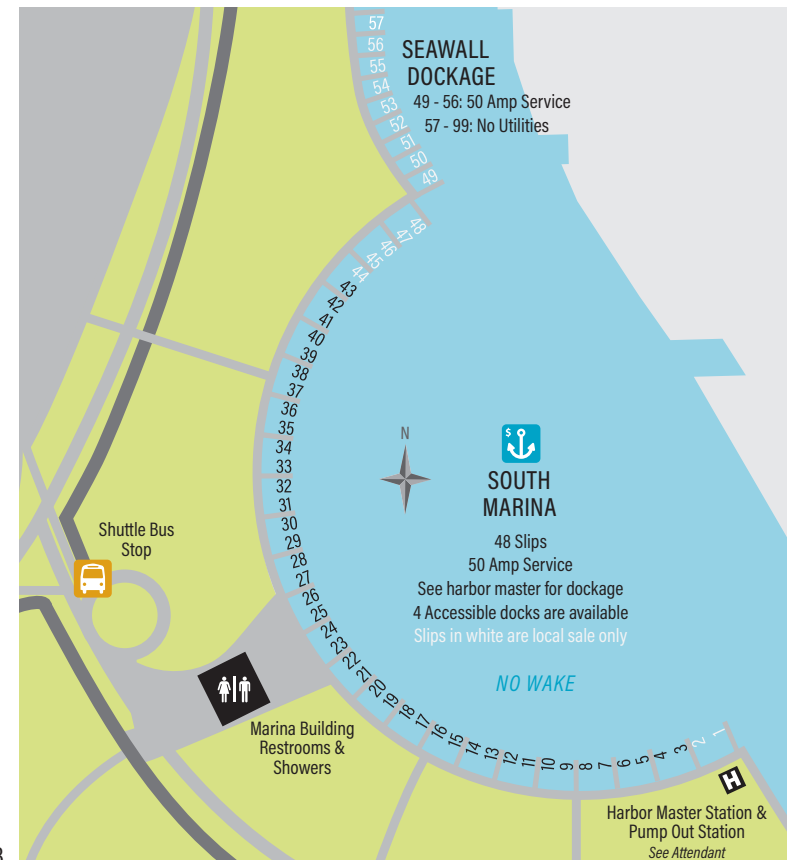 57
56
55
54
53
52
51
50
49
SEAWALL
DOCKAGE
49 - 56: 50 Amp Service
57 - 99: No Utilities
48
47
46
45
44
43
42
41
40
39
38
37
36
35
34
33
32
31
30
29
28
27
26
25
24
23
22
21
20
19
18
17
16
15
14
13
12
11
10
9
8
7
6
5
4
3
2
1
N
$
SOUTH
MARINA
48 Slips
50 Amp Service
See harbor master for dockage
4 Accessible docks are available
Slips in white are local sale only
NO WAKE
Shuttle Bus
Stop
Marina Building
Restrooms &
Showers
H
Harbor Master Station &
Pump Out Station
See Attendant